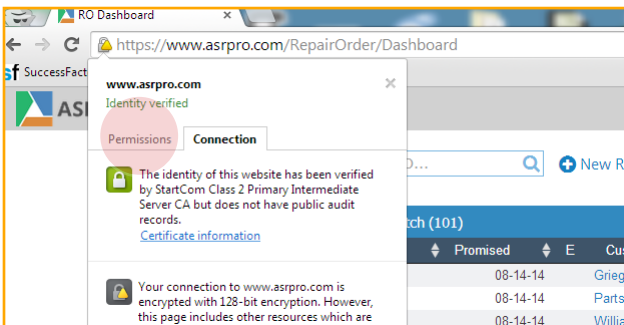 RO Dashboard
https://www.asrpro.com/RepairOrder/Dashboard
sf SuccessFact
ASI
www.asrpro.com
Identity verified
Permissions Connection
The identity of this website has been verified
by StartCom Class 2 Primary Intermediate
Server CA but does not have public audit
records.
Certificate information
Your connection to www.asrpro.com is
encrypted with 128-bit encryption. However,
this page includes other resources which are
O...
New R
tch (101)
Promised E Cus
08-14-14 Grieg
08-14-14 Parts
08-14-14 Willia